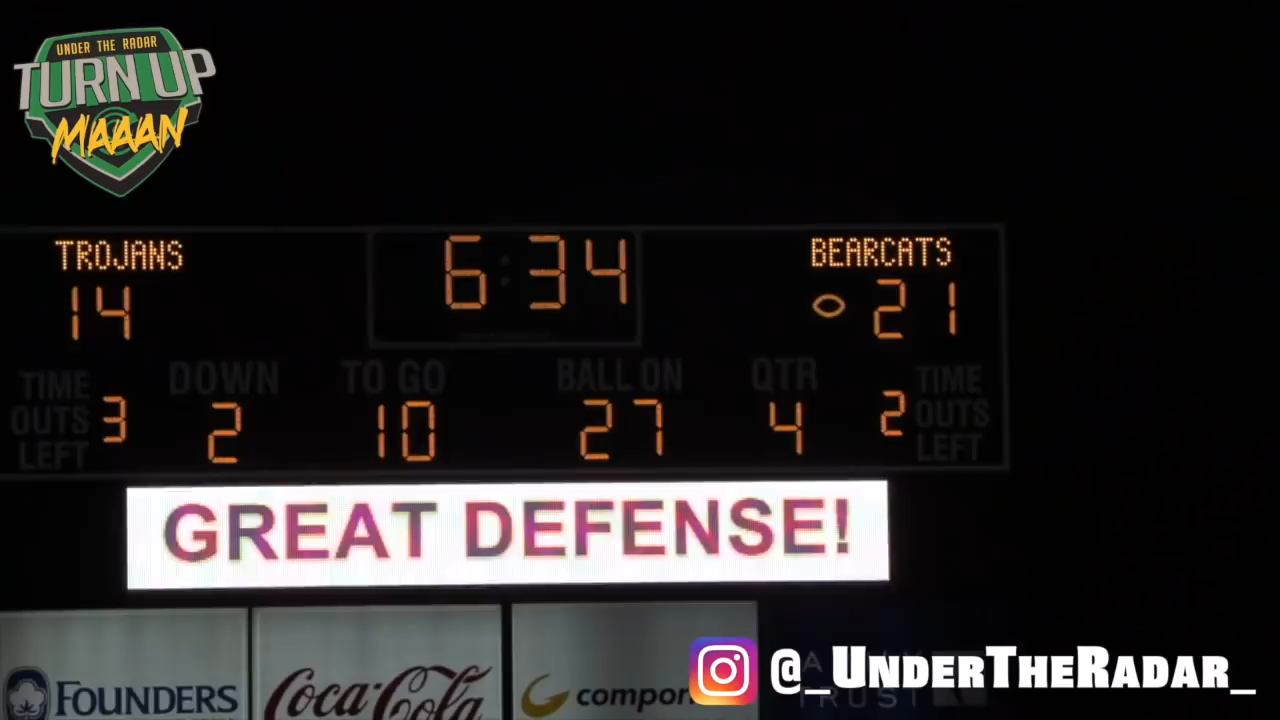 UNDER THE RADAR
TURN UP
MAAAN
TROJANS
6:34
BEARCATS
14
21
TIME OUTS LEFT
3
DOWN
2
TO GO
10
BALL ON
27
QTR
4
2
TIME OUTS LEFT
GREAT DEFENSE!
FOUNDERS
Coca-Cola
@_UNDERTHERADAR_
TRUST